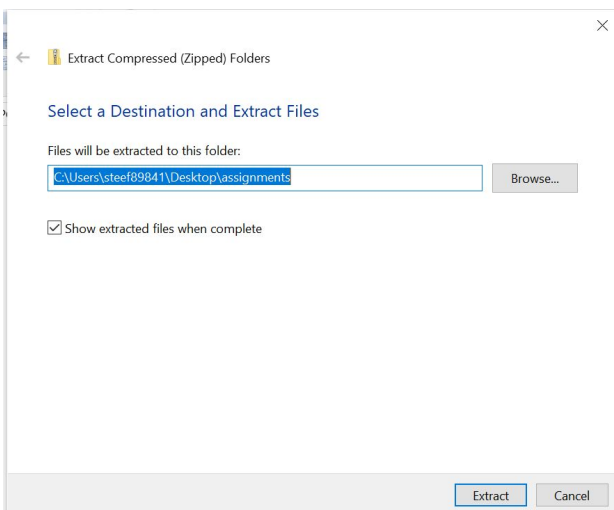 Extract Compressed (Zipped) Folders
Select a Destination and Extract Files
Files will be extracted to this folder:
C:\Users\steef89841\Desktop\assignments
Browse...
Show extracted files when complete
Extract
Cancel